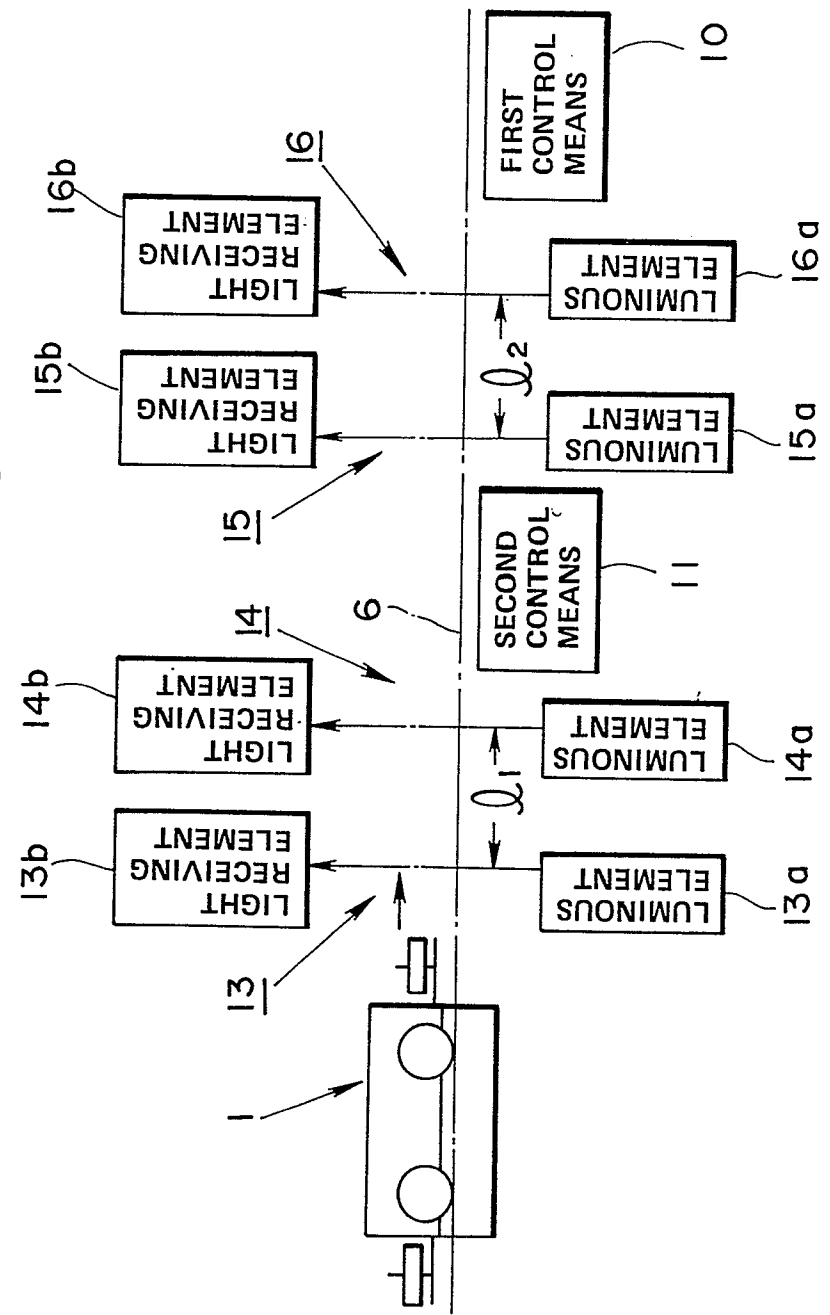 13b
14b
15b
16b
LIGHT
RECEIVING
ELEMENT
LIGHT
RECEIVING
ELEMENT
LIGHT
RECEIVING
ELEMENT
LIGHT
RECEIVING
ELEMENT
1
13
14
15
16
6
ℓ1
ℓ2
SECOND
CONTROL
MEANS
FIRST
CONTROL
MEANS
LUMINOUS
ELEMENT
LUMINOUS
ELEMENT
LUMINOUS
ELEMENT
LUMINOUS
ELEMENT
11
10
13a
14a
15a
16a